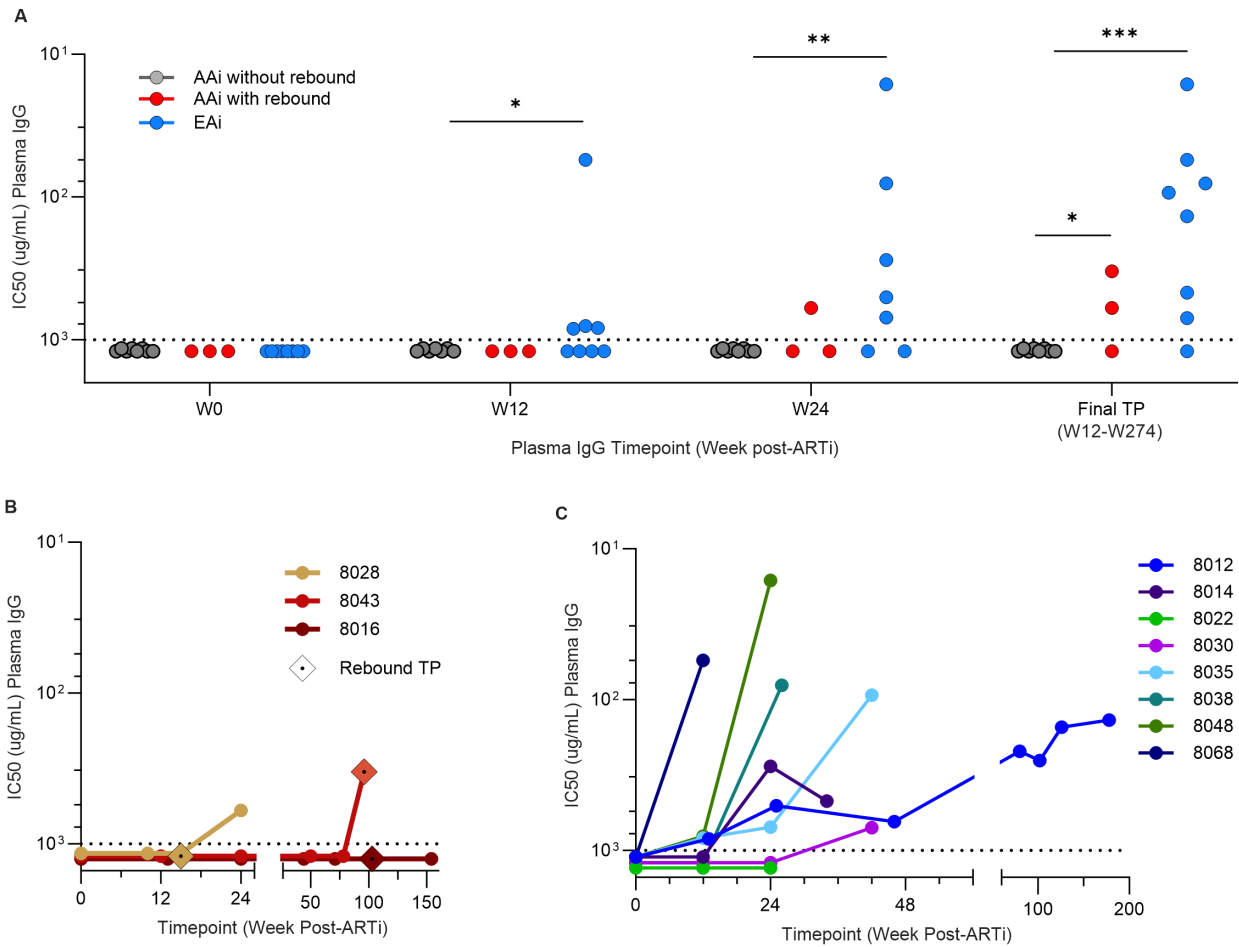 A
IC50 (ug/mL) Plasma IgG
10¹
10²
10³
AAi without rebound
AAi with rebound
EAi
*
**
***
*
W0
W12
W24
Final TP
(W12-W274)
Plasma IgG Timepoint (Week post-ARTi)
B
IC50 (ug/mL) Plasma IgG
10¹
10²
10³
8028
8043
8016
Rebound TP
0
12
24
50
100
150
Timepoint (Week Post-ARTi)
C
IC50 (ug/mL) Plasma IgG
10¹
10²
10³
8012
8014
8022
8030
8035
8038
8048
8068
0
24
48
100
200
Timepoint (Week Post-ARTi)